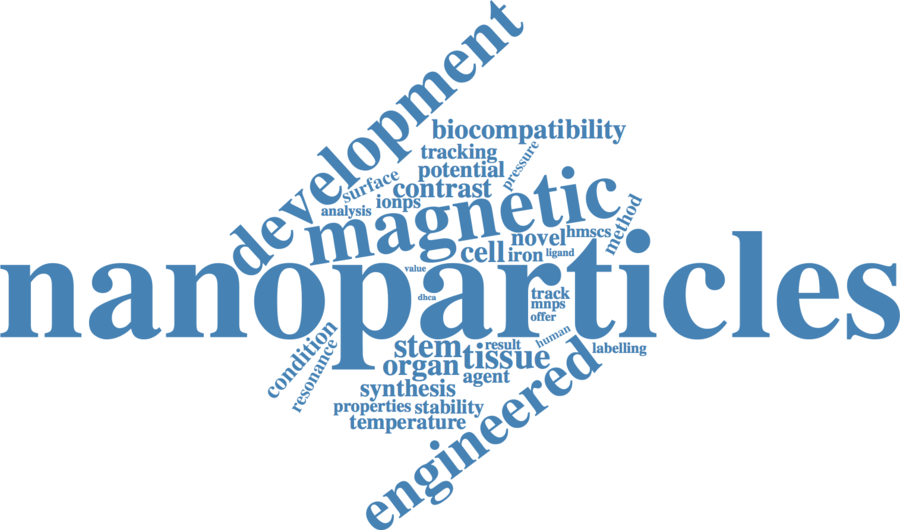 development
biocompatibility
tracking
pressure
potential
surface
contrast
ionps
analysis
magnetic
method
novel
hmscs
cell
iron
ligand
nanoparticles
value
dhca
track
mnps
offer
human
condition
resonance
stem
result
labelling
organ
tissue
agent
synthesis
properties
stability
temperature
engineered